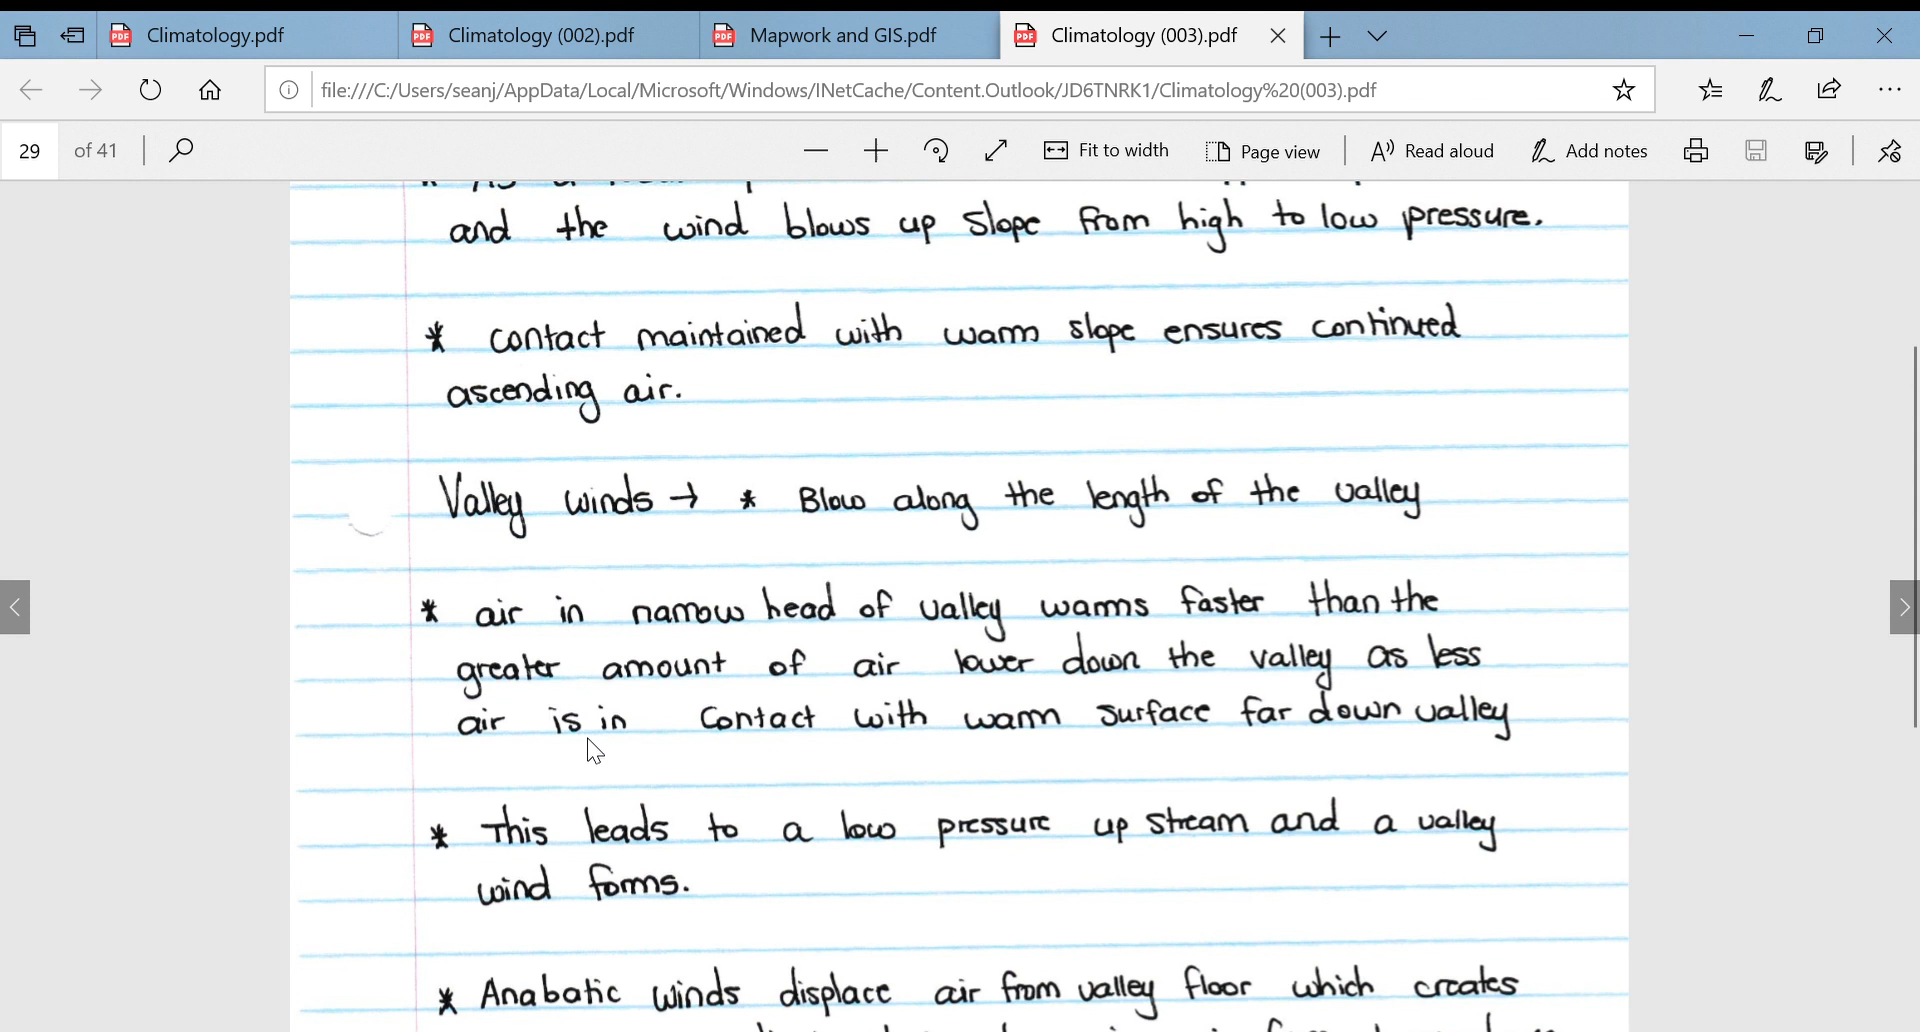 Climatology.pdf
Climatology (002).pdf
Mapwork and GIS.pdf
Climatology (003).pdf
file:///C:/Users/seanj/AppData/Local/Microsoft/Windows/INetCache/Content.Outlook/JD6TNRK1/Climatology%20(003).pdf
29 of 41
Fit to width
Page view
Read aloud
Add notes
and the wind blows up slope from high to low pressure.
* contact maintained with warm slope ensures continued
ascending air.
Valley winds → * Blow along the length of the valley
* air in narrow head of valley warms faster than the
greater amount of air lower down the valley as less
air is in contact with warm surface far down valley
* This leads to a low pressure up stream and a valley
wind forms.
* Anabatic winds displace air from valley floor which creates